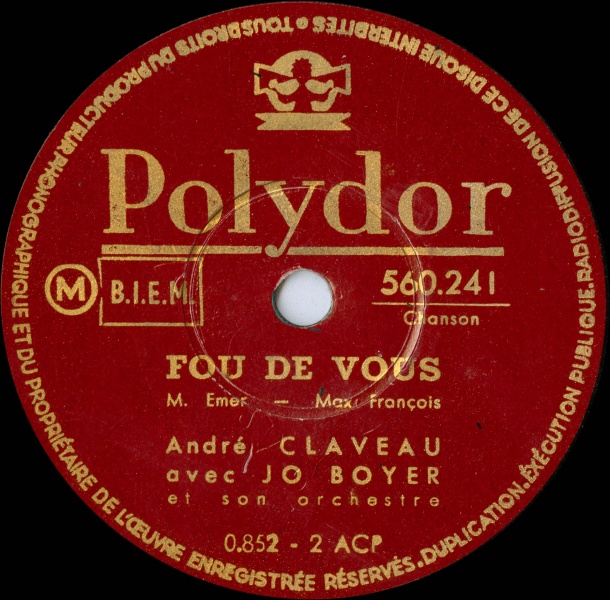 Polydor
M
B.I.E.M.
560.241
Chanson
FOU DE VOUS
M. Emer — Max François
André CLAVEAU
avec JO BOYER
et son orchestre
0.852 - 2 ACP
TOUS DROITS DU PRODUCTEUR PHONOGRAPHIQUE ET DU PROPRIÉTAIRE DE L'ŒUVRE ENREGISTRÉE RÉSERVÉS. DUPLICATION. EXÉCUTION PUBLIQUE. RADIODIFFUSION DE CE DISQUE INTERDITES